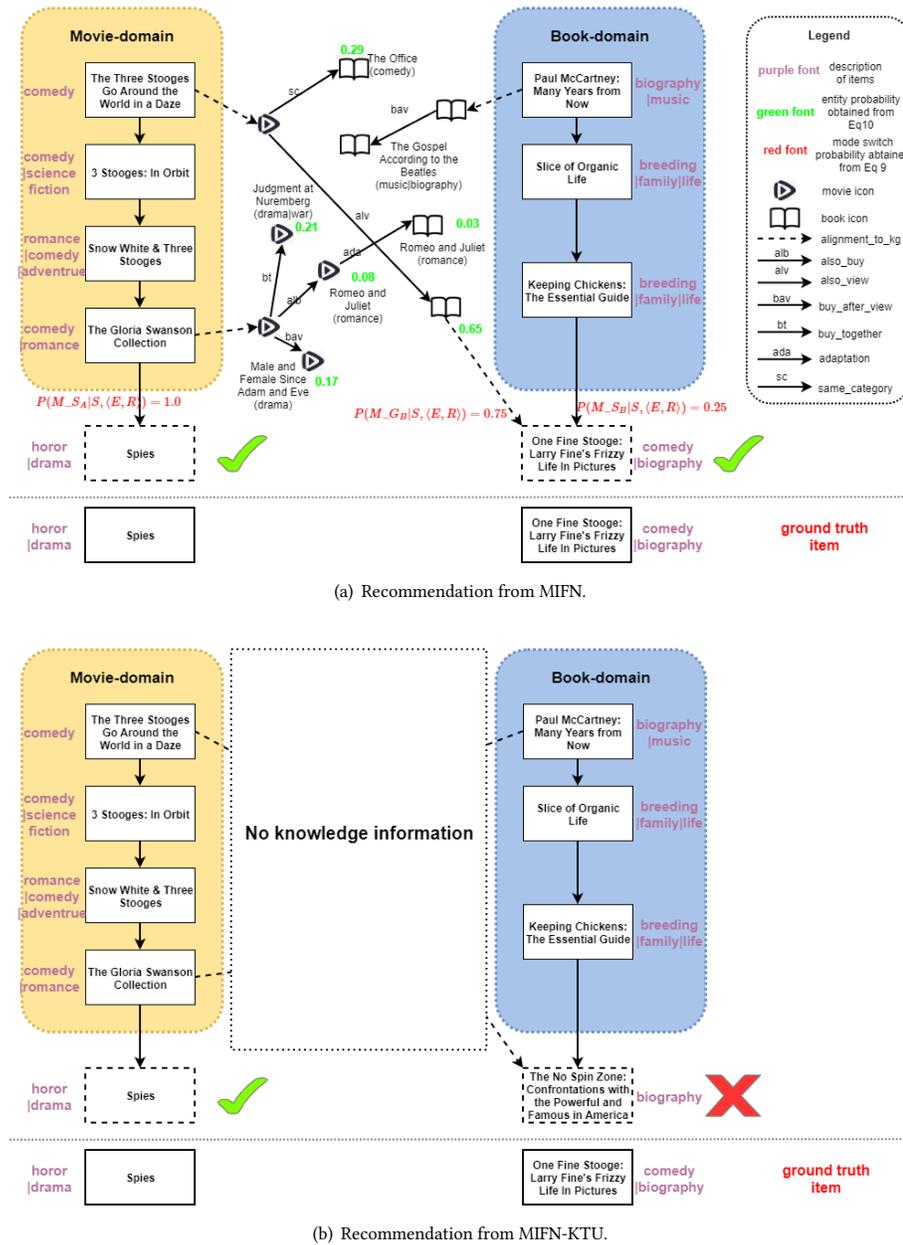 Movie-domain
comedy
The Three Stooges
Go Around the
World in a Daze
comedy
|science
fiction
3 Stooges: In Orbit
romance
|comedy
|adventrue
Snow White & Three
Stooges
comedy
|romance
The Gloria Swanson
Collection
P(M_S_A|S,⟨E,R⟩) = 1.0
horor
|drama
Spies
0.29
The Office
(comedy)
sc
bav
The Gospel
According to the
Beatles
(music|biography)
Judgment at
Nuremberg
(drama|war)
0.21
alv
ada
0.03
Romeo and Juliet
(romance)
bt
alb
0.08
Romeo and
Juliet
(romance)
bav
Male and
Female Since
Adam and Eve
(drama)
0.17
0.65
P(M_G_B|S,⟨E,R⟩) = 0.75
Book-domain
Paul McCartney:
Many Years from
Now
biography
|music
Slice of Organic
Life
breeding
|family|life
Keeping Chickens:
The Essential Guide
breeding
|family|life
P(M_S_B|S,⟨E,R⟩) = 0.25
One Fine Stooge:
Larry Fine's Frizzy
Life In Pictures
comedy
|biography
Legend
purple font
description
of items
green font
entity probability
obtained from
Eq10
red font
mode switch
probability abtained
from Eq 9
movie icon
book icon
alignment_to_kg
alb
also_buy
alv
also_view
bav
buy_after_view
bt
buy_together
ada
adaptation
sc
same_category
horor
|drama
Spies
One Fine Stooge:
Larry Fine's Frizzy
Life In Pictures
comedy
|biography
ground truth
item
(a) Recommendation from MIFN.
Movie-domain
comedy
The Three Stooges
Go Around the
World in a Daze
comedy
|science
fiction
3 Stooges: In Orbit
romance
|comedy
|adventrue
Snow White & Three
Stooges
comedy
|romance
The Gloria Swanson
Collection
horor
|drama
Spies
No knowledge information
Book-domain
Paul McCartney:
Many Years from
Now
biography
|music
Slice of Organic
Life
breeding
|family|life
Keeping Chickens:
The Essential Guide
breeding
|family|life
The No Spin Zone:
Confrontations with
the Powerful and
Famous in America
biography
horor
|drama
Spies
One Fine Stooge:
Larry Fine's Frizzy
Life In Pictures
comedy
|biography
ground truth
item
(b) Recommendation from MIFN-KTU.